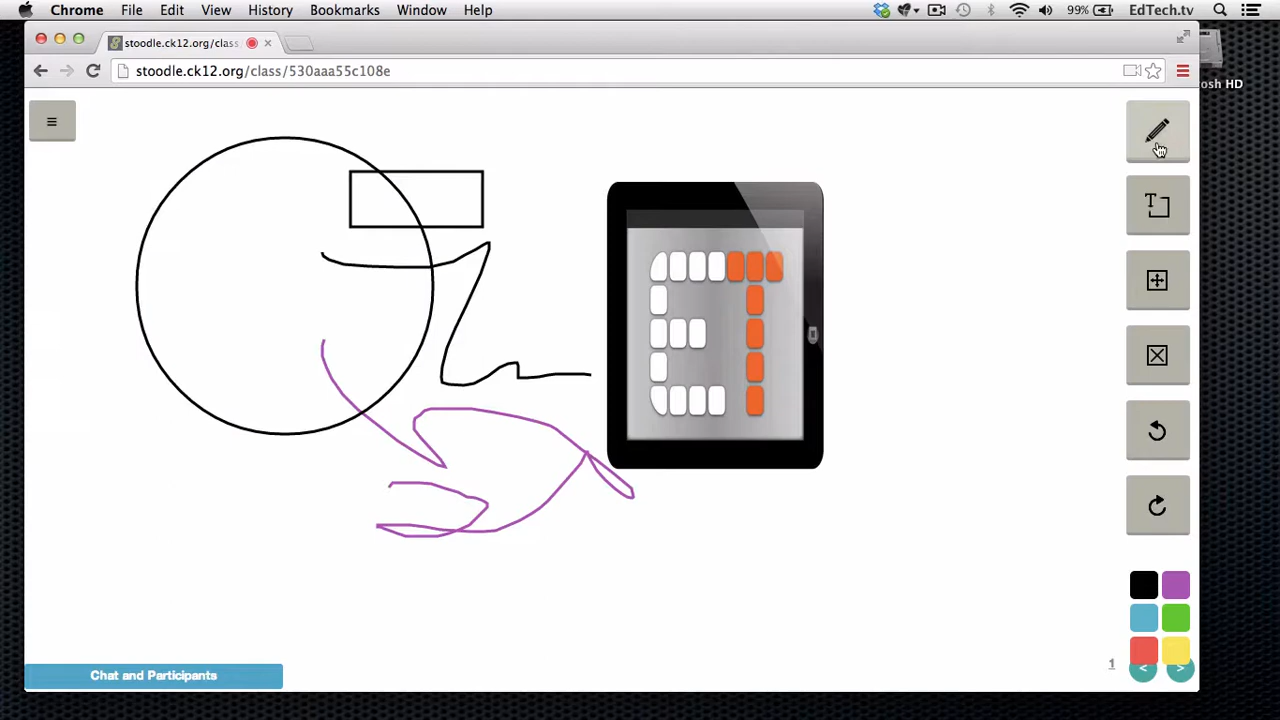 Chrome File Edit View History Bookmarks Window Help 99% EdTech.tv
stoodle.ck12.org/class
stoodle.ck12.org/class/530aaa55c108e
osh HD
T
ET
1
< >
Chat and Participants